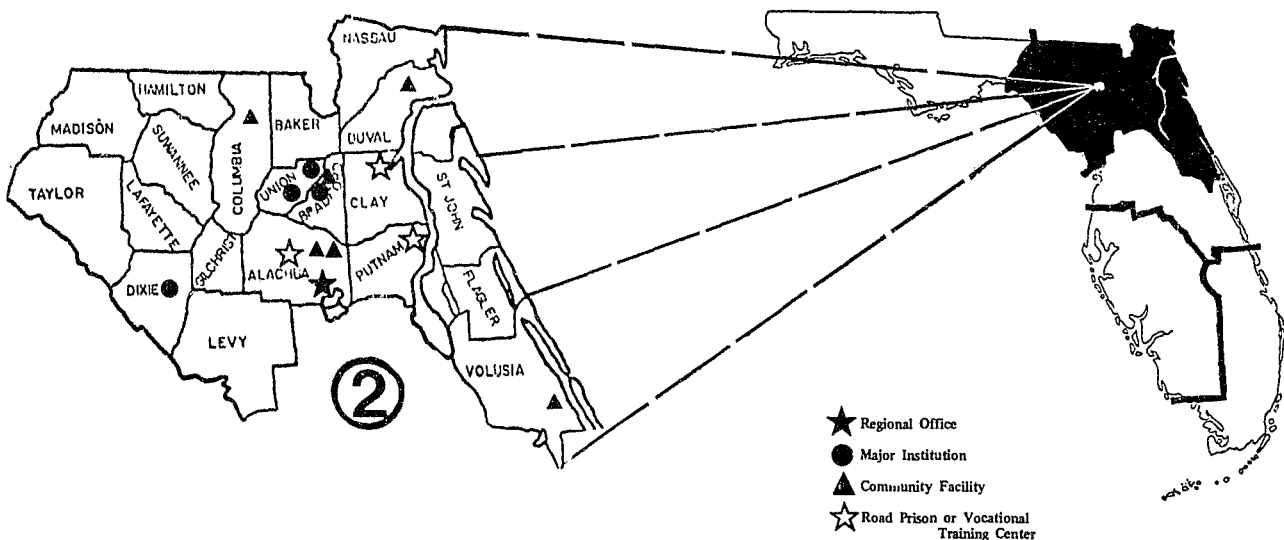 NASSAU
HAMILTON
MADISON
BAKER
DUVAL
SUWANNEE
COLUMBIA
TAYLOR
LAFAYETTE
UNION
BRADFORD
CLAY
ST JOHN
GILCHRIST
ALACHUA
PUTNAM
DIXIE
FLAGLER
LEVY
VOLUSIA
2
Regional Office
Major Institution
Community Facility
Road Prison or Vocational
Training Center